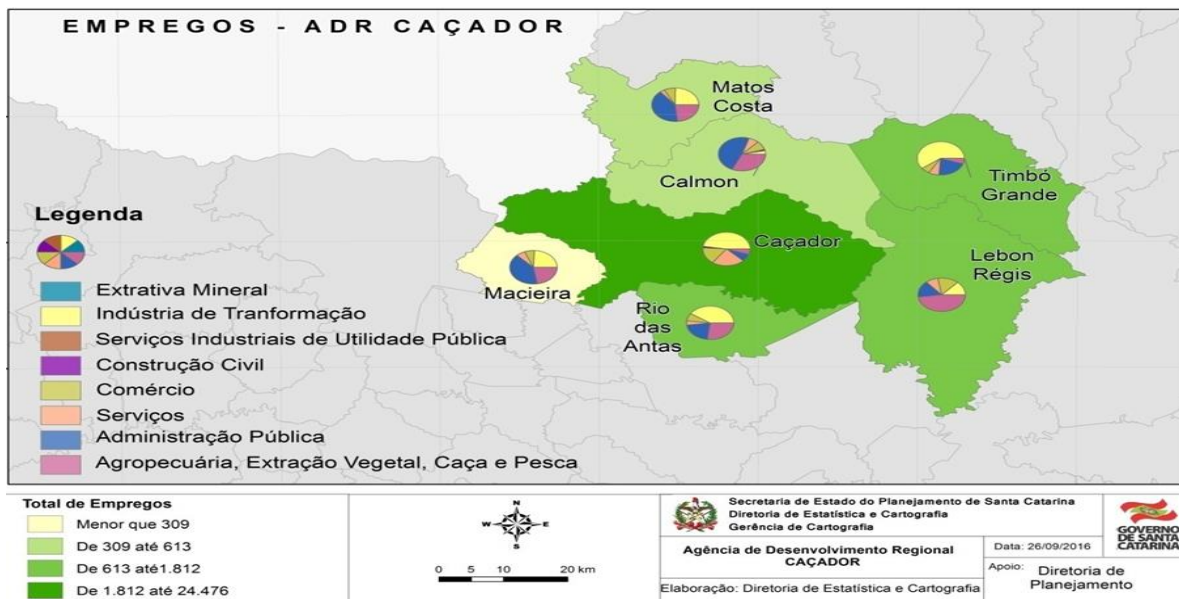 EMPREGOS - ADR CAÇADOR
Matos
Costa
Calmon
Timbó
Grande
Caçador
Lebon
Régis
Macieira
Rio
das
Antas
Legenda
Extrativa Mineral
Indústria de Tranformação
Serviços Industriais de Utilidade Pública
Construção Civil
Comércio
Serviços
Administração Pública
Agropecuária, Extração Vegetal, Caça e Pesca
Total de Empregos
Menor que 309
De 309 até 613
De 613 até1.812
De 1.812 até 24.476
N
W E
S
0 5 10 20 km
Secretaria de Estado do Planejamento de Santa Catarina
Diretoria de Estatística e Cartografia
Gerência de Cartografia
Agência de Desenvolvimento Regional
CAÇADOR
Elaboração: Diretoria de Estatística e Cartografia
Data: 26/09/2016
Apoio: Diretoria de
Planejamento
GOVERNO
DE SANTA
CATARINA